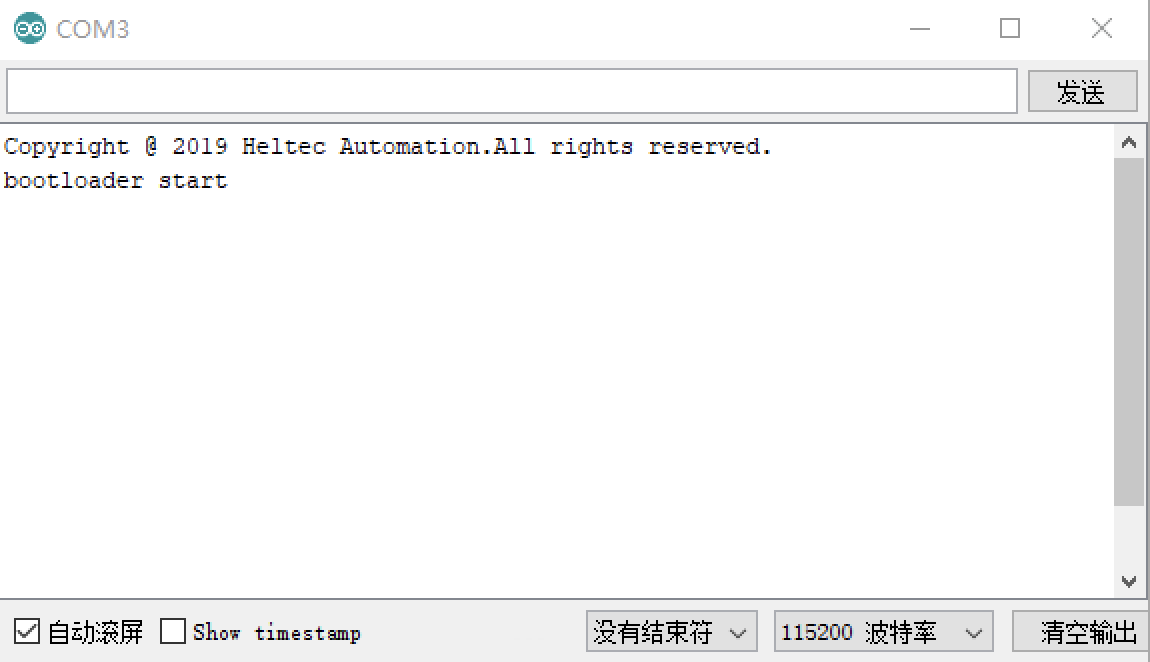 COM3
发送
Copyright @ 2019 Heltec Automation.All rights reserved.
bootloader start
自动滚屏 Show timestamp 没有结束符 115200 波特率 清空输出